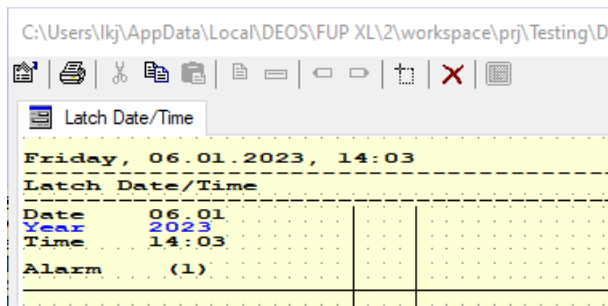 C:\Users\lkj\AppData\Local\DEOS\FUP XL\2\workspace\prj\Testing\D
Latch Date/Time
Friday, 06.01.2023, 14:03
Latch Date/Time
Date 06.01
Year 2023
Time 14:03
Alarm (1)